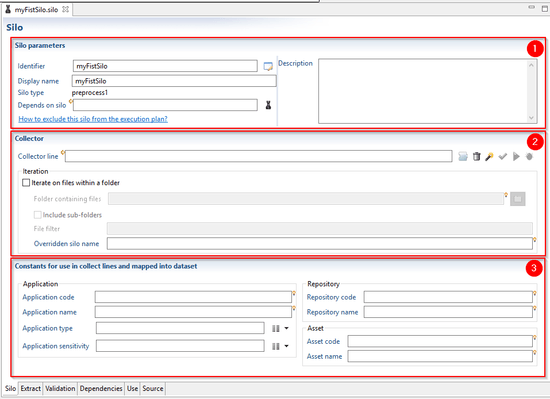 myFistSilo.silo
Silo
Silo parameters
1
Identifier myFistSilo
Description
Display name myFistSilo
Silo type preprocess1
Depends on silo
How to exclude this silo from the execution plan?
Collector
2
Collector line
Iteration
Iterate on files within a folder
Folder containing files
Include sub-folders
File filter
Overridden silo name
Constants for use in collect lines and mapped into dataset
3
Application
Application code
Application name
Application type
Application sensitivity
Repository
Repository code
Repository name
Asset
Asset code
Asset name
Silo Extract Validation Dependencies Use Source